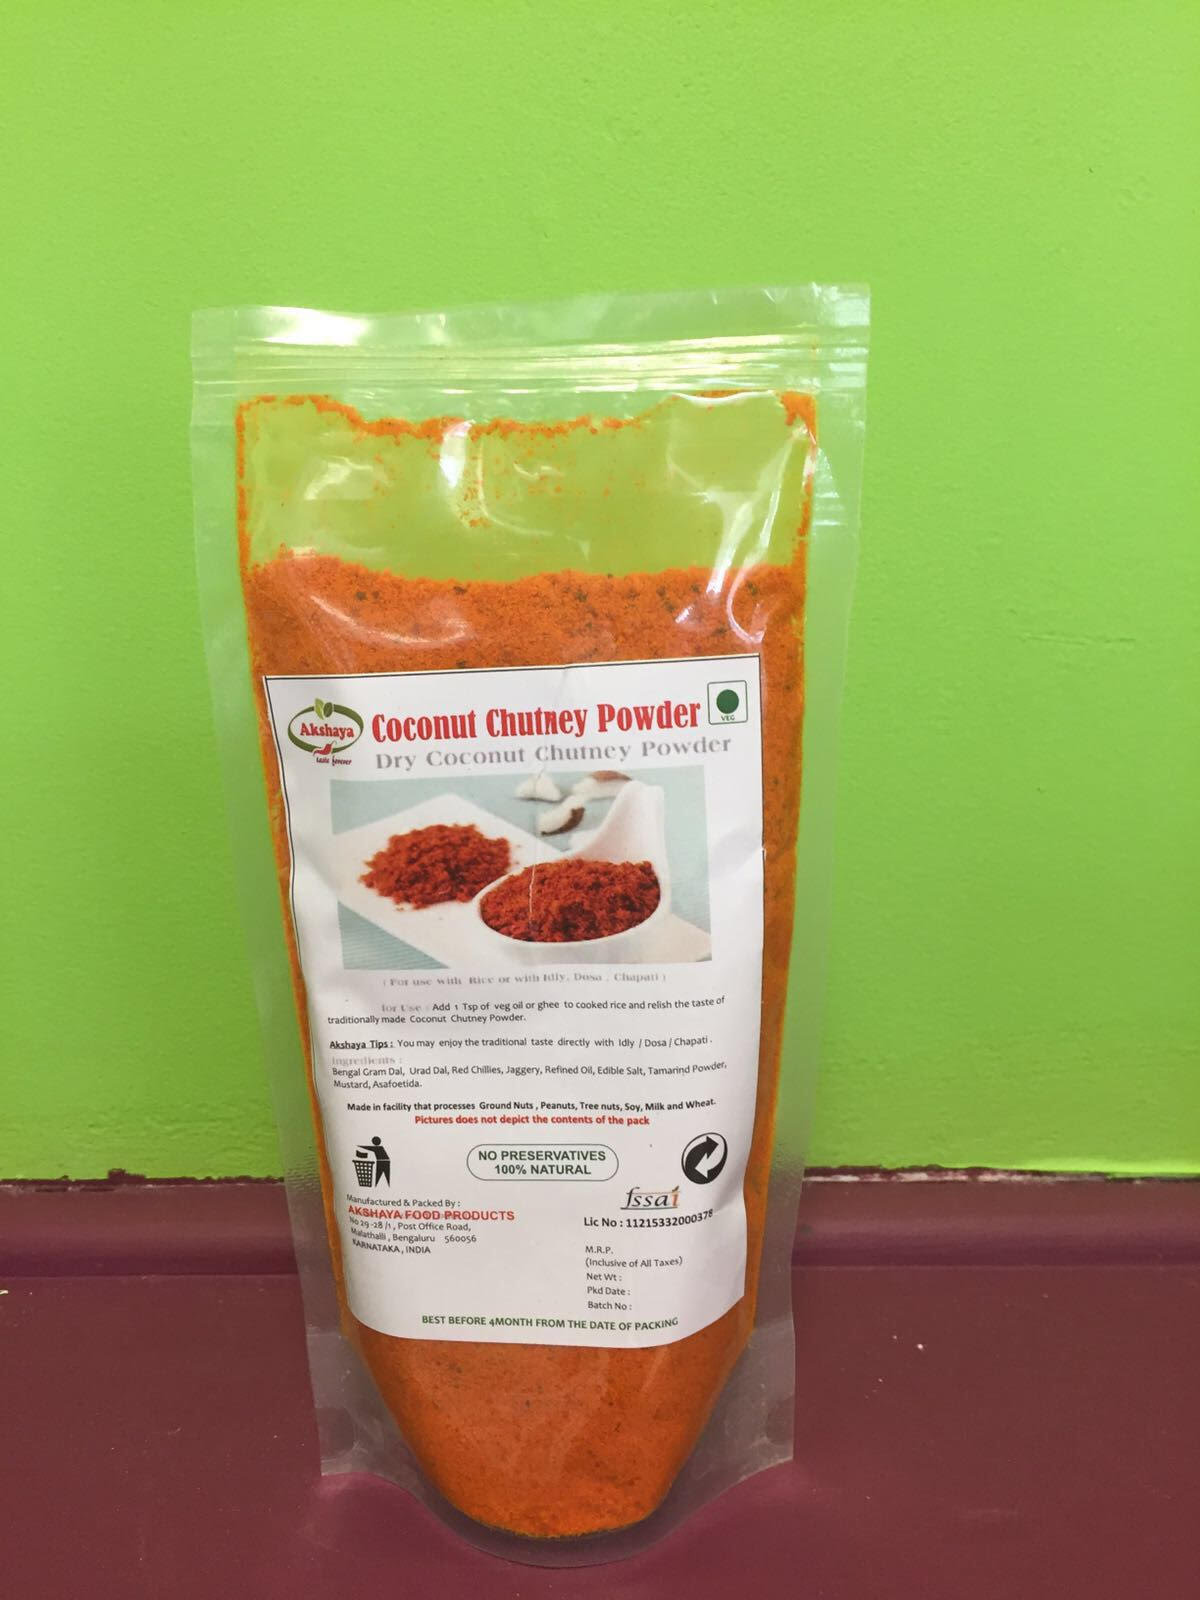 Akshaya
taste forever
Coconut Chutney Powder
VEG
Dry Coconut Chutney Powder
( For use with Rice or with Idly, Dosa , Chapati )
for Use : Add 1 Tsp of veg oil or ghee to cooked rice and relish the taste of
traditionally made Coconut Chutney Powder.
Akshaya Tips : You may enjoy the traditional taste directly with Idly / Dosa / Chapati .
Ingredients :
Bengal Gram Dal, Urad Dal, Red Chillies, Jaggery, Refined Oil, Edible Salt, Tamarind Powder,
Mustard, Asafoetida.
Made in facility that processes Ground Nuts , Peanuts, Tree nuts, Soy, Milk and Wheat.
Pictures does not depict the contents of the pack
NO PRESERVATIVES
100% NATURAL
Manufactured & Packed By :
AKSHAYA FOOD PRODUCTS
No 29 -28 /1 , Post Office Road,
Malathalli , Bengaluru 560056
KARNATAKA , INDIA
fssai
Lic No : 11215332000378
M.R.P.
(Inclusive of All Taxes)
Net Wt :
Pkd Date :
Batch No :
BEST BEFORE 4MONTH FROM THE DATE OF PACKING